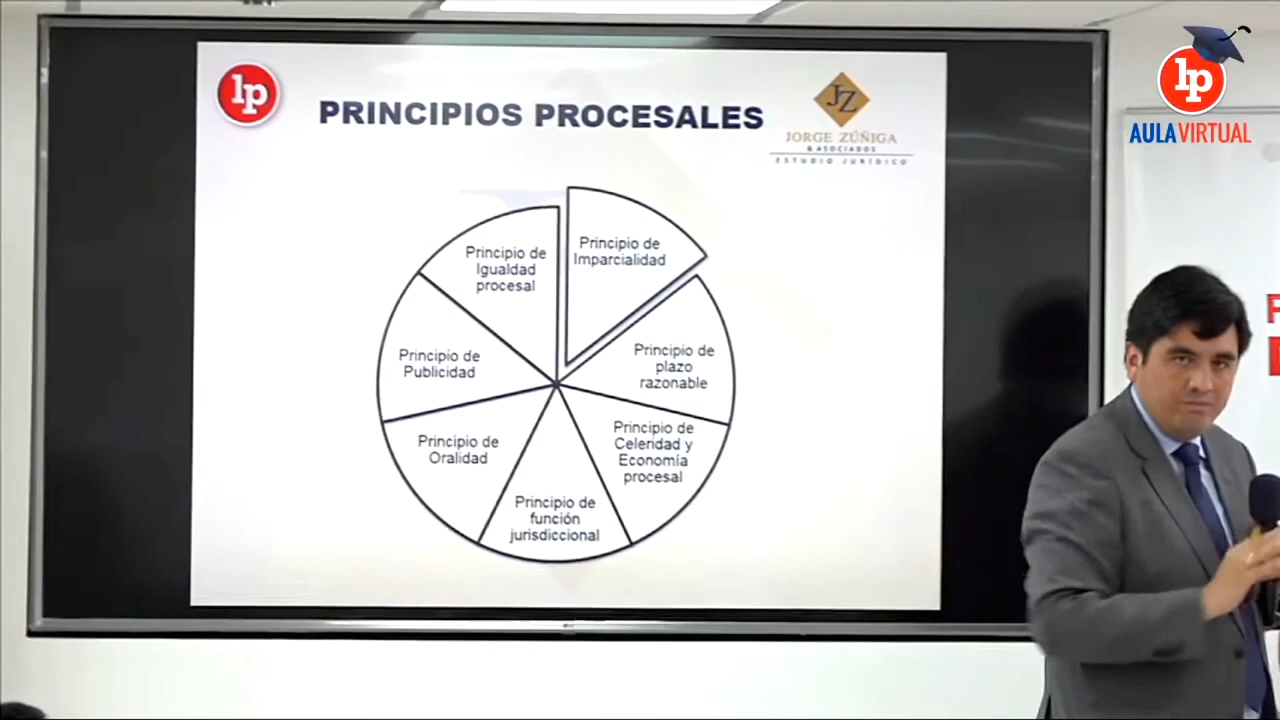 lp
PRINCIPIOS PROCESALES
JZ
JORGE ZÚÑIGA
& ASOCIADOS
ESTUDIO JURÍDICO
Principio de
Imparcialidad
Principio de
plazo
razonable
Principio de
Celeridad y
Economía
procesal
Principio de
función
jurisdiccional
Principio de
Oralidad
Principio de
Publicidad
Principio de
Igualdad
procesal
lp
AULA VIRTUAL